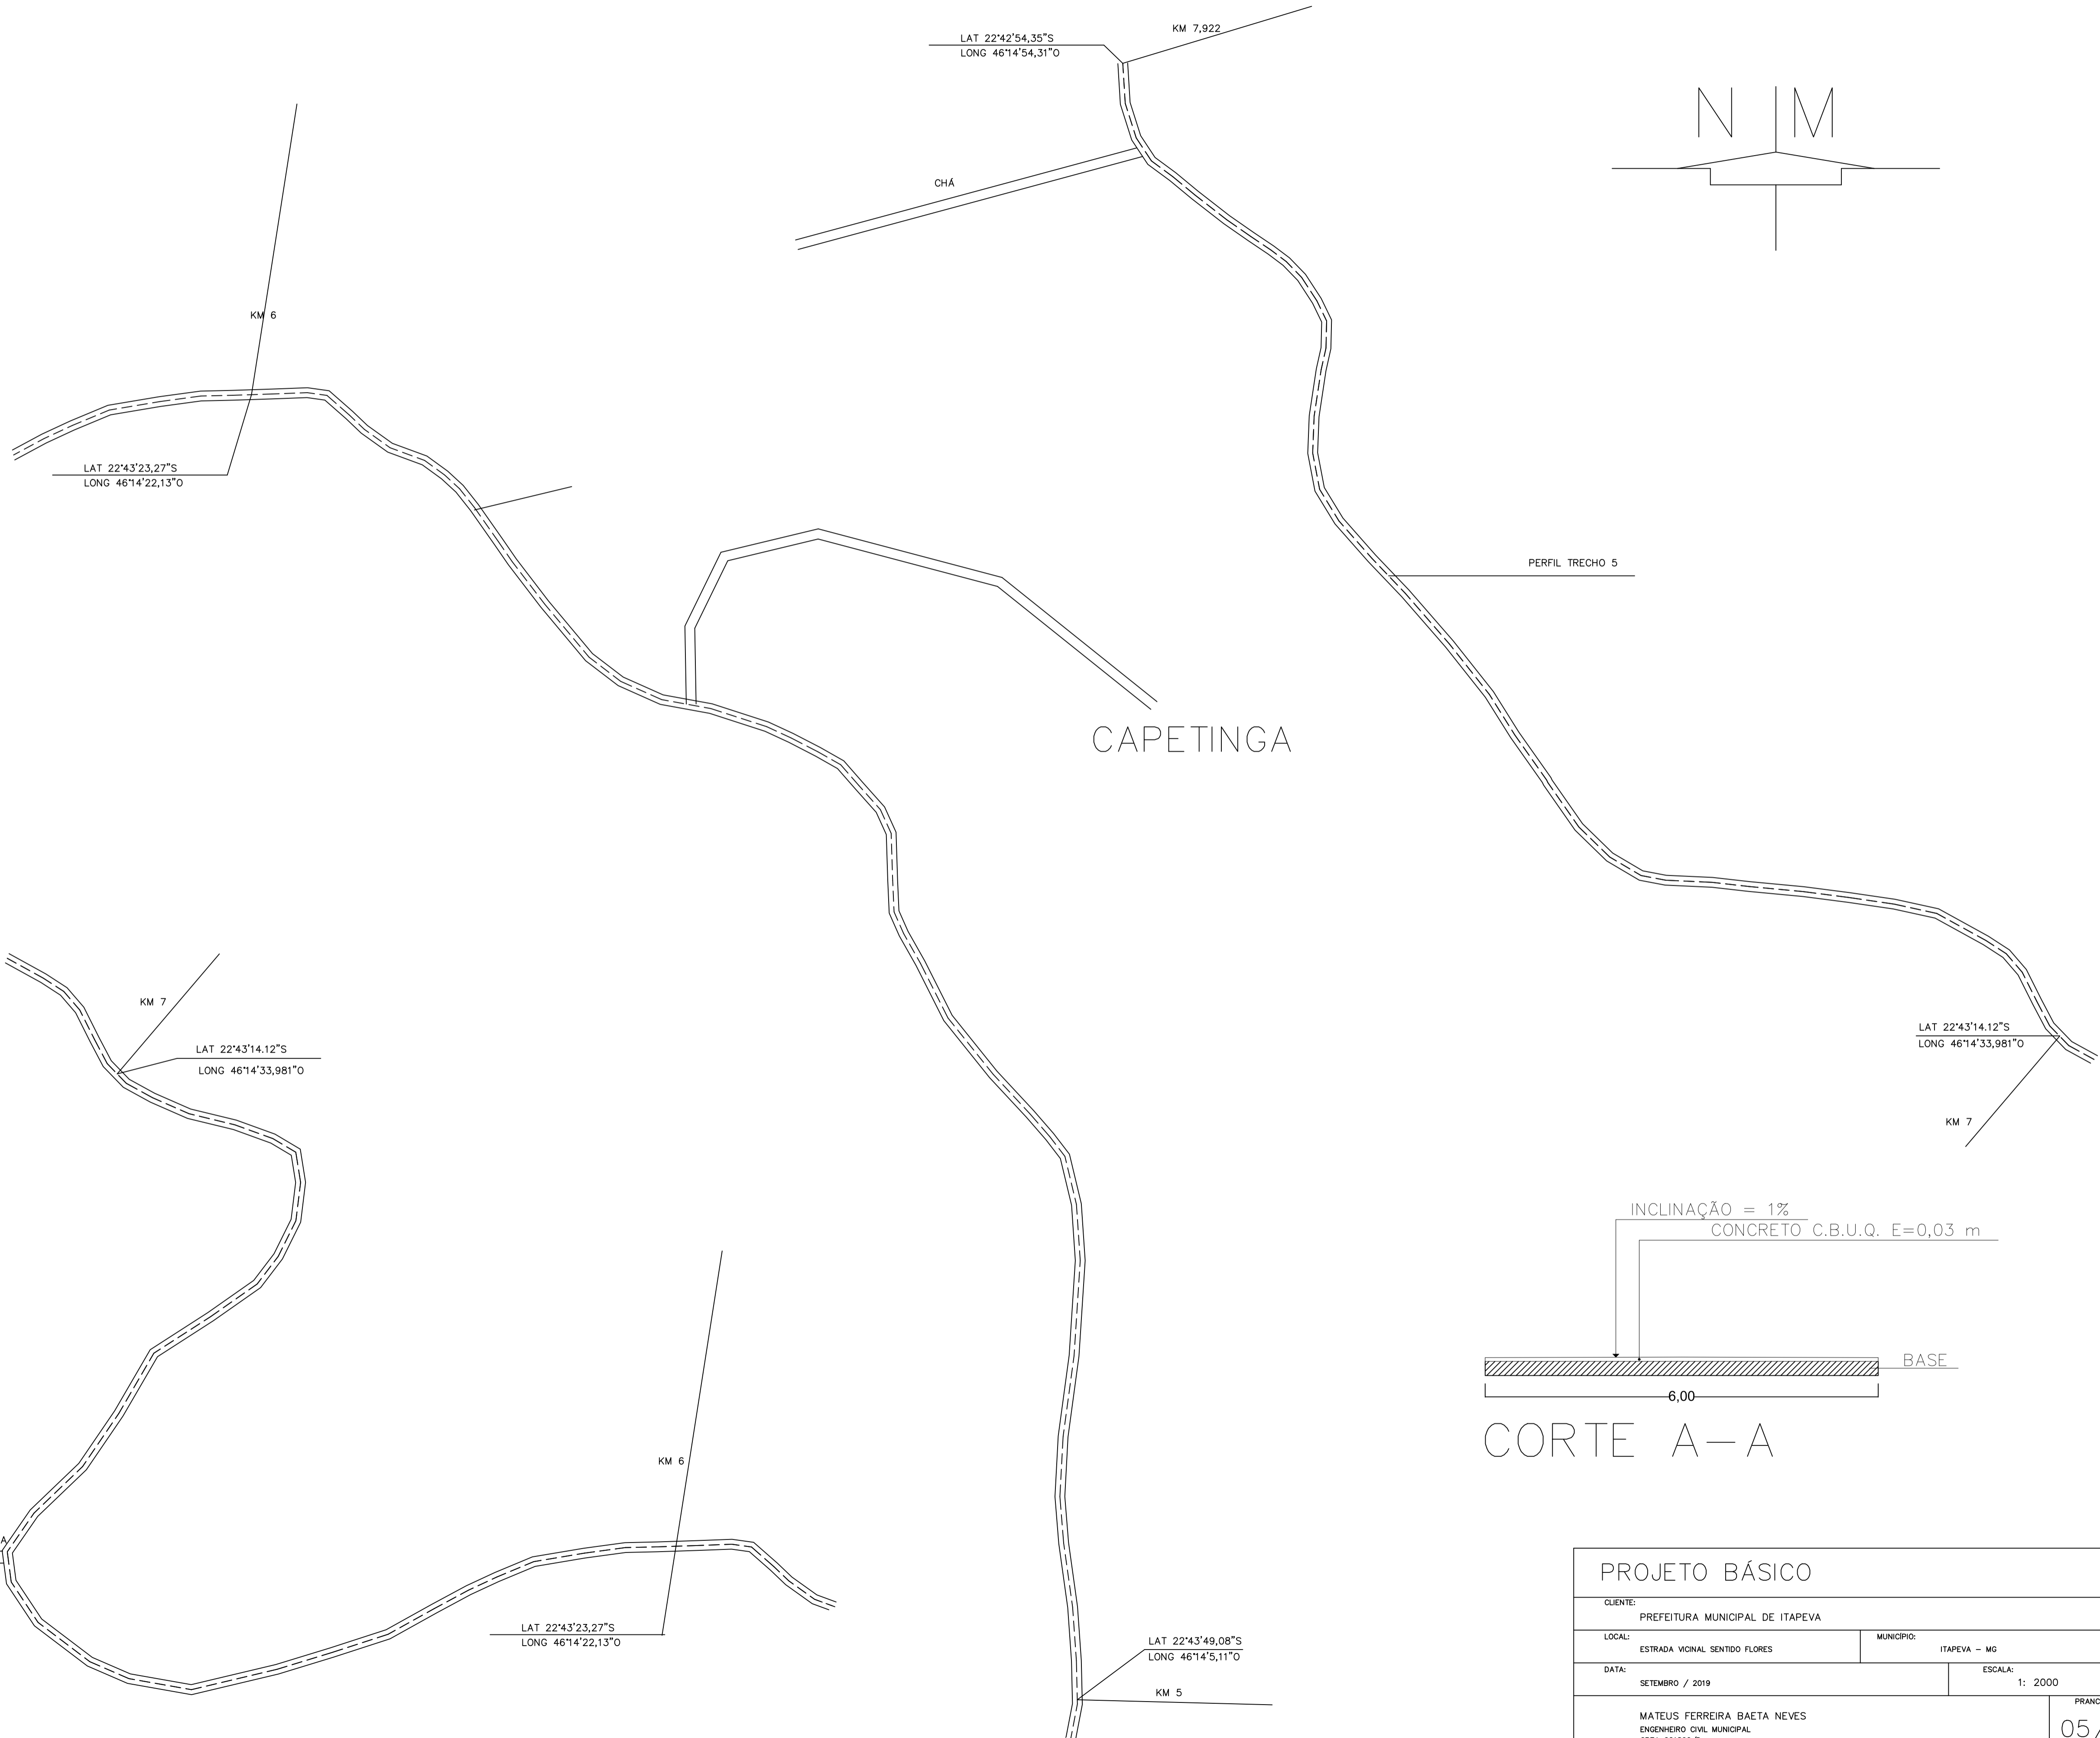 LAT 22°42'54,35"S
LONG 46°14'54,31"O
KM 7,922
N M
CHÁ
KM 6
LAT 22°43'23,27"S
LONG 46°14'22,13"O
PERFIL TRECHO 5
CAPETINGA
KM 7
LAT 22°43'14.12"S
LONG 46°14'33,981"O
LAT 22°43'14.12"S
LONG 46°14'33,981"O
KM 7
INCLINAÇÃO = 1%
CONCRETO C.B.U.Q. E=0,03 m
BASE
6,00
CORTE A-A
KM 6
LAT 22°43'23,27"S
LONG 46°14'22,13"O
A
LAT 22°43'49,08"S
LONG 46°14'5,11"O
KM 5
PROJETO BÁSICO
CLIENTE:
PREFEITURA MUNICIPAL DE ITAPEVA
LOCAL:
ESTRADA VICINAL SENTIDO FLORES
MUNICÍPIO:
ITAPEVA - MG
DATA:
SETEMBRO / 2019
ESCALA:
1: 2000
PRANC
MATEUS FERREIRA BAETA NEVES
ENGENHEIRO CIVIL MUNICIPAL
05/